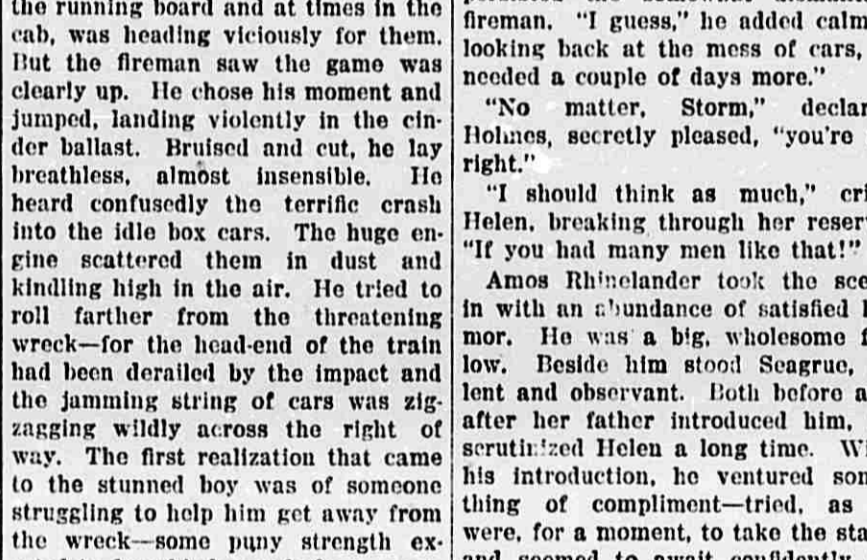 the running board and at times in the
cab, was heading viciously for them.
But the fireman saw the game was
clearly up. He chose his moment and
jumped, landing violently in the cin-
der ballast. Bruised and cut, he lay
breathless, almost insensible. He
heard confusedly the terrific crash
into the idle box cars. The huge en-
gine scattered them in dust and
kindling high in the air. He tried to
roll farther from the threatening
wreck—for the head-end of the train
had been derailed by the impact and
the jamming string of cars was zig-
zagging wildly across the right of
way. The first realization that came
to the stunned boy was of someone
struggling to help him get away from
the wreck—some puny strength ex-
fireman. "I guess," he added calm
looking back at the mess of cars,
needed a couple of days more."
"No matter, Storm," decla
Holmes, secretly pleased, "you're
right."
"I should think as much," cri
Helen, breaking through her reser
"If you had many men like that!"
Amos Rhinelander took the sce
in with an abundance of satisfied
mor. He was a big, wholesome f
low. Beside him stood Seagrue,
lent and observant. Both before a
after her father introduced him,
scrutinized Helen a long time. W
his introduction, he ventured som
thing of compliment—tried, as
were, for a moment, to take the sta
and seemed to await confidently